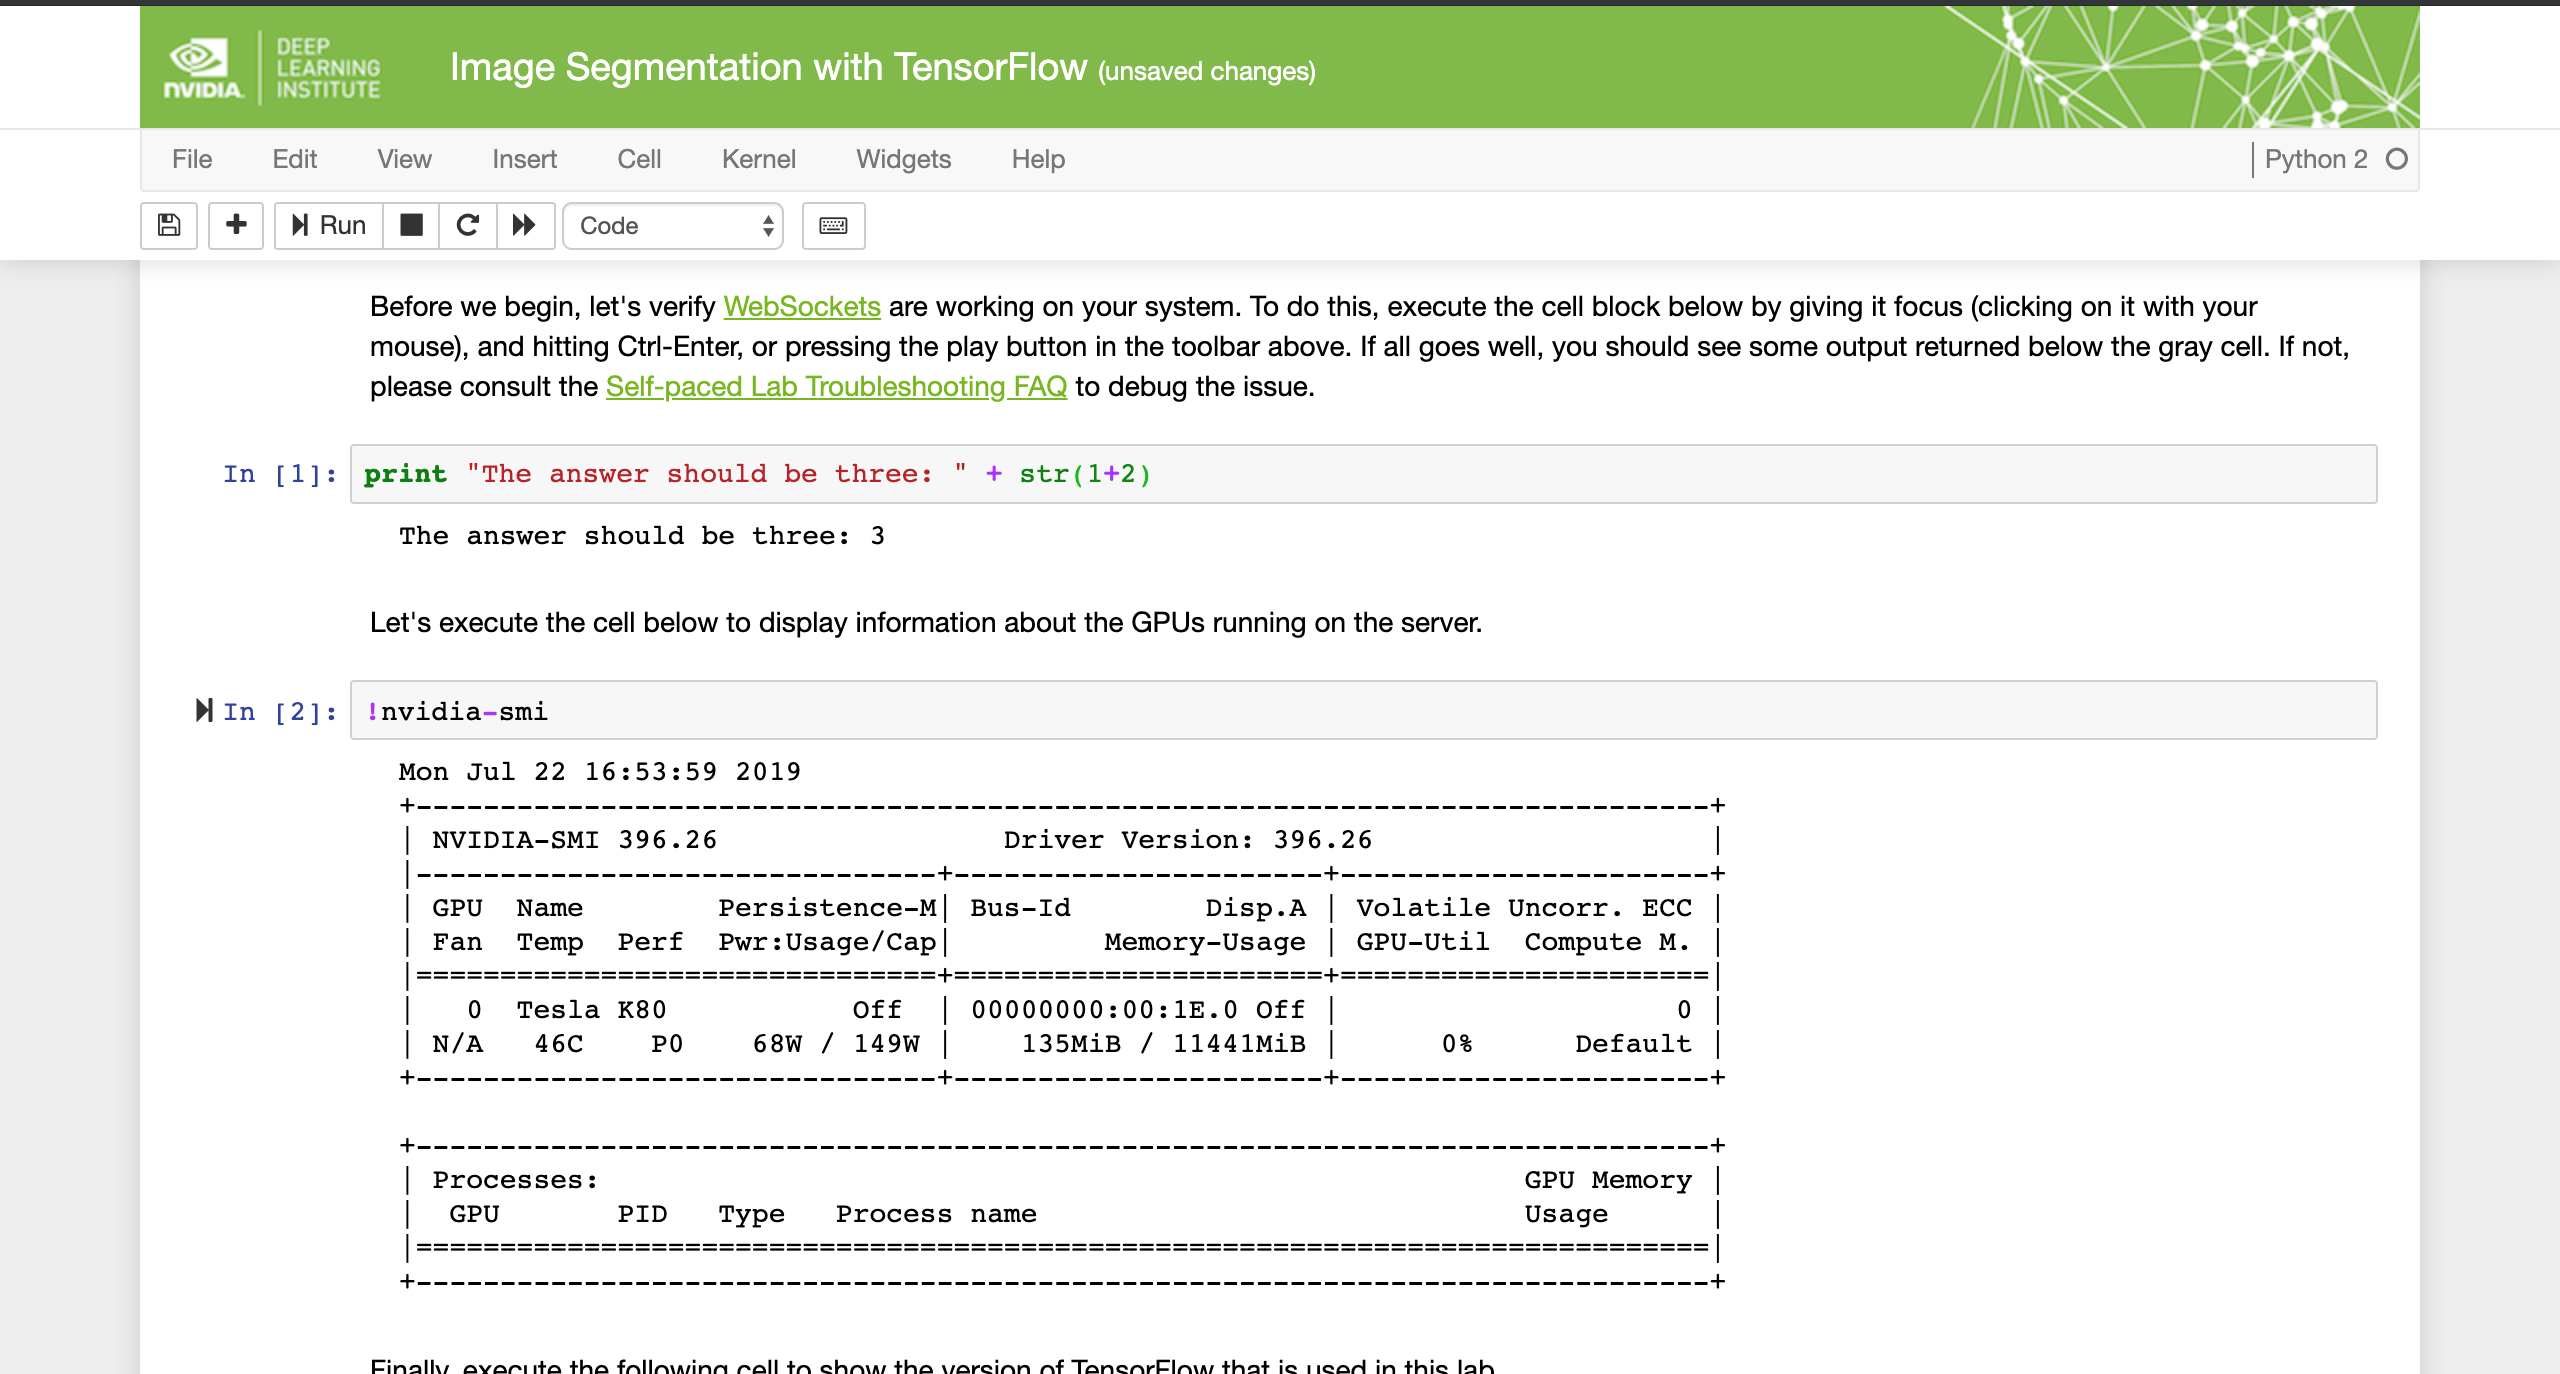 NVIDIA.
DEEP
LEARNING
INSTITUTE
Image Segmentation with TensorFlow (unsaved changes)
File Edit View Insert Cell Kernel Widgets Help Python 2
Run Code
Before we begin, let's verify WebSockets are working on your system. To do this, execute the cell block below by giving it focus (clicking on it with your
mouse), and hitting Ctrl-Enter, or pressing the play button in the toolbar above. If all goes well, you should see some output returned below the gray cell. If not,
please consult the Self-paced Lab Troubleshooting FAQ to debug the issue.
In [1]: print "The answer should be three: " + str(1+2)
The answer should be three: 3
Let's execute the cell below to display information about the GPUs running on the server.
In [2]: !nvidia-smi
Mon Jul 22 16:53:59 2019
+-----------------------------------------------------------------------------+
| NVIDIA-SMI 396.26                 Driver Version: 396.26                    |
|-------------------------------+----------------------+----------------------+
| GPU  Name        Persistence-M| Bus-Id        Disp.A | Volatile Uncorr. ECC |
| Fan  Temp  Perf  Pwr:Usage/Cap|         Memory-Usage | GPU-Util  Compute M. |
|===============================+======================+======================|
|   0  Tesla K80           Off  | 00000000:00:1E.0 Off |                    0 |
| N/A   46C    P0    68W / 149W |    135MiB / 11441MiB |      0%      Default |
+-------------------------------+----------------------+----------------------+
+-----------------------------------------------------------------------------+
| Processes:                                                       GPU Memory |
|  GPU       PID   Type   Process name                             Usage      |
|=============================================================================|
+-----------------------------------------------------------------------------+
Finally, execute the following cell to show the version of TensorFlow that is used in this lab